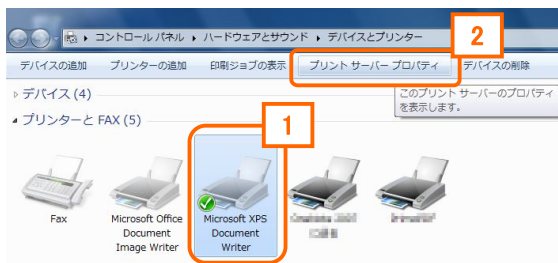 コントロール パネル ▸ ハードウェアとサウンド ▸ デバイスとプリンター
2
デバイスの追加 プリンターの追加 印刷ジョブの表示 プリント サーバー プロパティ デバイスの削除
このプリント サーバーのプロパティ
を表示します。
デバイス (4)
プリンターと FAX (5)
1
Fax
Microsoft Office
Document
Image Writer
Microsoft XPS
Document
Writer